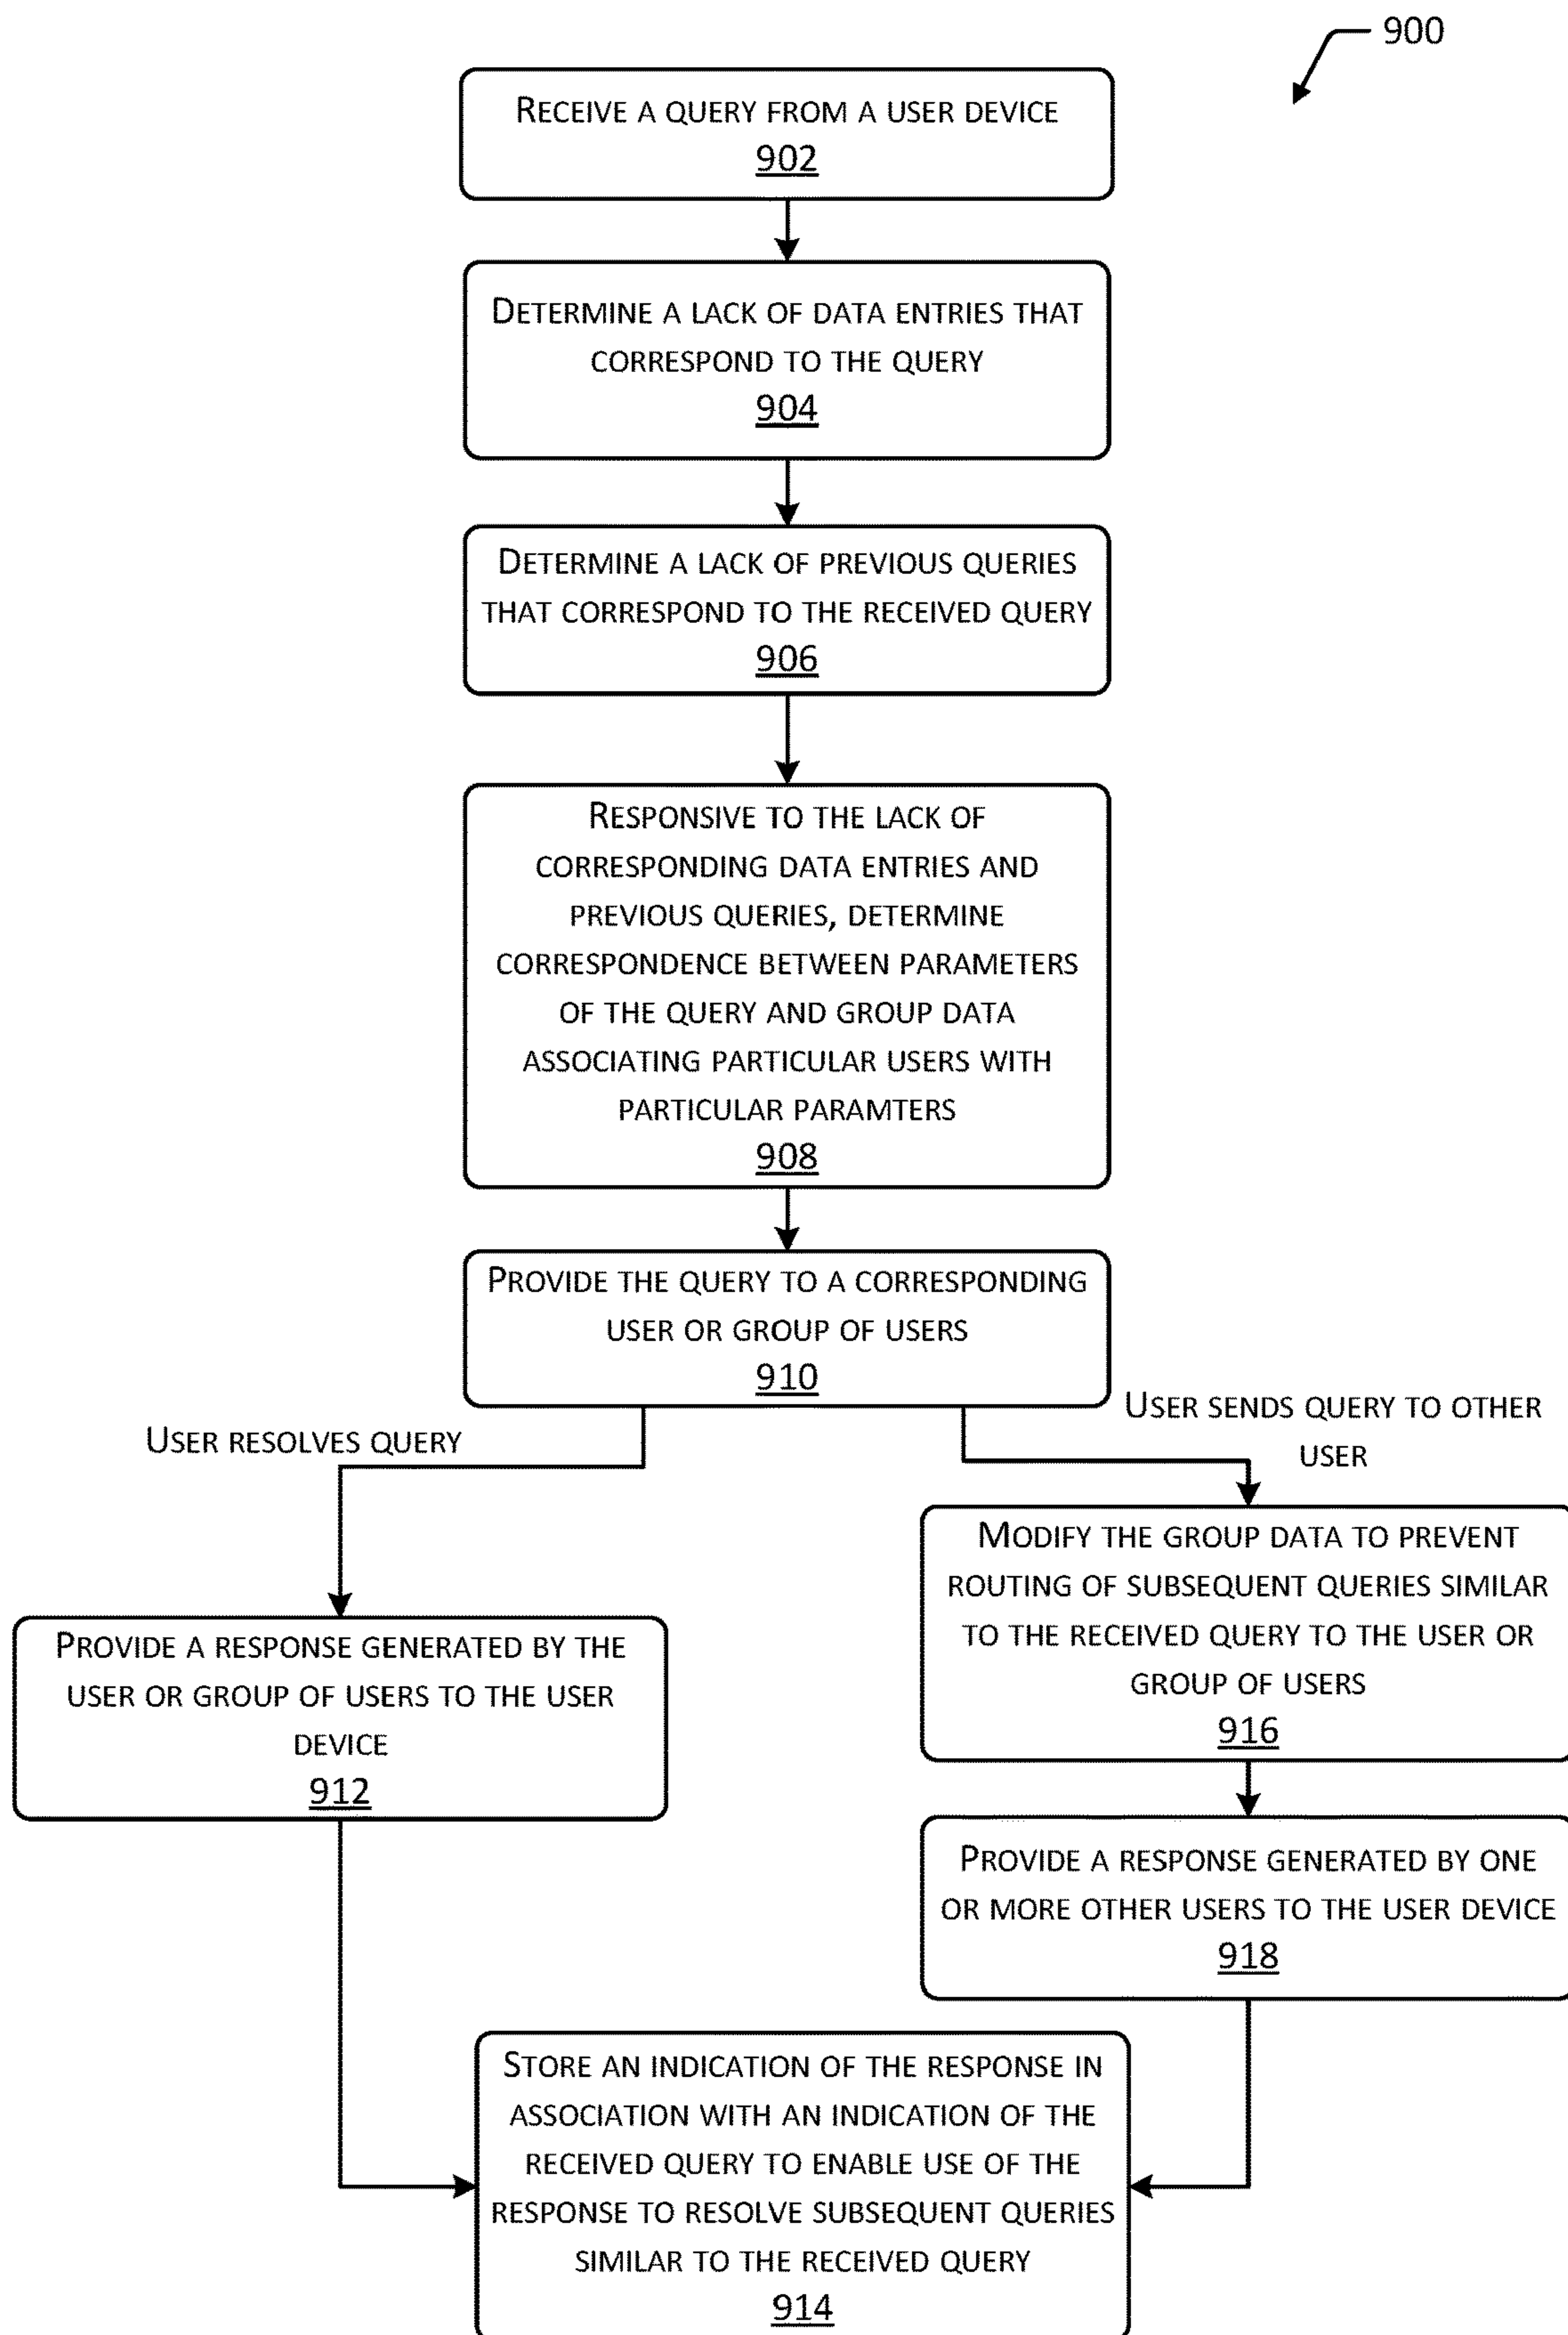 900
RECEIVE A QUERY FROM A USER DEVICE
902
DETERMINE A LACK OF DATA ENTRIES THAT
CORRESPOND TO THE QUERY
904
DETERMINE A LACK OF PREVIOUS QUERIES
THAT CORRESPOND TO THE RECEIVED QUERY
906
RESPONSIVE TO THE LACK OF
CORRESPONDING DATA ENTRIES AND
PREVIOUS QUERIES, DETERMINE
CORRESPONDENCE BETWEEN PARAMETERS
OF THE QUERY AND GROUP DATA
ASSOCIATING PARTICULAR USERS WITH
PARTICULAR PARAMTERS
908
PROVIDE THE QUERY TO A CORRESPONDING
USER OR GROUP OF USERS
910
USER RESOLVES QUERY
USER SENDS QUERY TO OTHER
USER
PROVIDE A RESPONSE GENERATED BY THE
USER OR GROUP OF USERS TO THE USER
DEVICE
912
MODIFY THE GROUP DATA TO PREVENT
ROUTING OF SUBSEQUENT QUERIES SIMILAR
TO THE RECEIVED QUERY TO THE USER OR
GROUP OF USERS
916
PROVIDE A RESPONSE GENERATED BY ONE
OR MORE OTHER USERS TO THE USER DEVICE
918
STORE AN INDICATION OF THE RESPONSE IN
ASSOCIATION WITH AN INDICATION OF THE
RECEIVED QUERY TO ENABLE USE OF THE
RESPONSE TO RESOLVE SUBSEQUENT QUERIES
SIMILAR TO THE RECEIVED QUERY
914